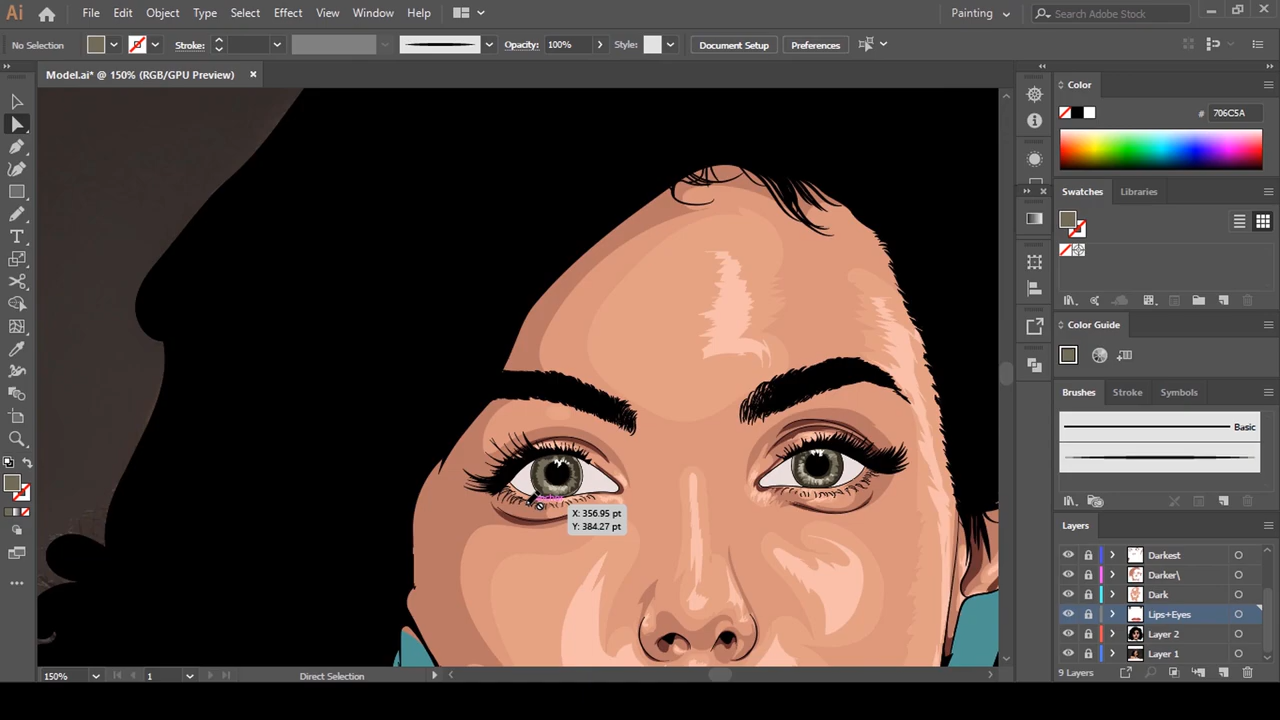 Ai File Edit Object Type Select Effect View Window Help Painting Search Adobe Stock
No Selection Stroke: Opacity: 100% Style: Document Setup Preferences
Model.ai* @ 150% (RGB/GPU Preview)
Color
# 706C5A
Swatches Libraries
Color Guide
Brushes Stroke Symbols
Basic
X: 356.95 pt
Y: 384.27 pt
Layers
Darkest
Darker\
Dark
Lips+Eyes
Layer 2
Layer 1
9 Layers
150% 1 Direct Selection